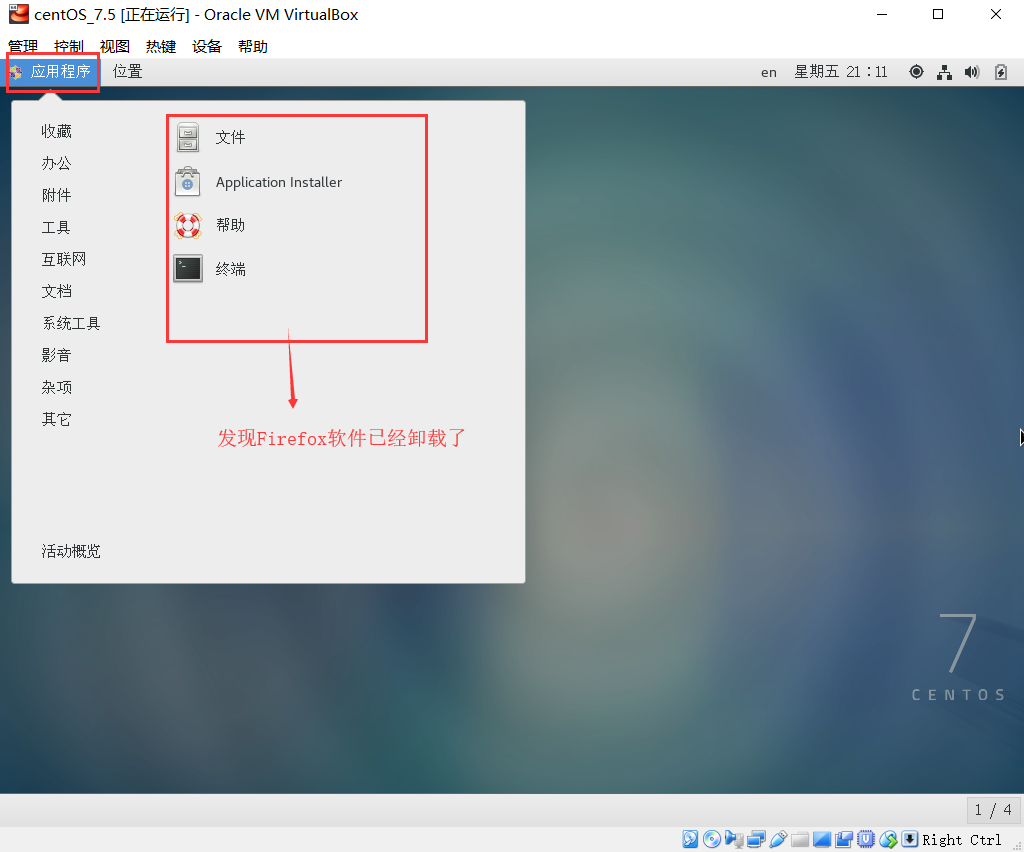 centOS_7.5 [正在运行] - Oracle VM VirtualBox
管理 控制 视图 热键 设备 帮助
应用程序 位置 en 星期五 21:11
收藏
办公
附件
工具
互联网
文档
系统工具
影音
杂项
其它
活动概览
文件
Application Installer
帮助
终端
发现Firefox软件已经卸载了
7
CENTOS
1 / 4
Right Ctrl